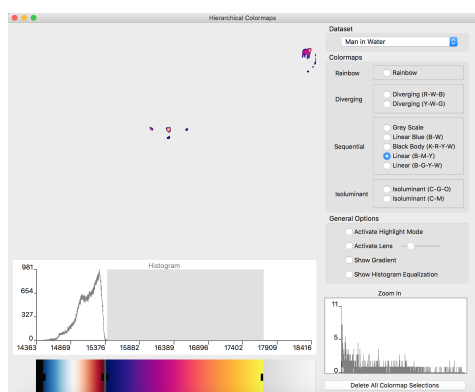 Hierarchical Colormaps
Dataset
Man in Water
Colormaps
Rainbow
Rainbow
Diverging
Diverging (R-W-B)
Diverging (Y-W-G)
Sequential
Grey Scale
Linear Blue (B-W)
Black Body (K-R-Y-W)
Linear (B-M-Y)
Linear (B-G-Y-W)
Isoluminant
Isoluminant (C-G-O)
Isoluminant (C-M)
General Options
Activate Highlight Mode
Activate Lens
Show Gradient
Show Histogram Equalization
Histogram
981
654
327
0
14363 14869 15376 15882 16389 16896 17402 17909 18416
Zoom In
11
5
0
Delete All Colormap Selections